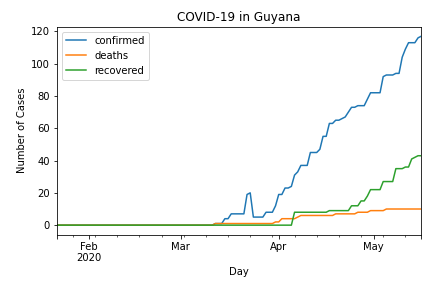 COVID-19 in Guyana
120
100
80
60
40
20
0
Number of Cases
confirmed
deaths
recovered
Feb Mar Apr May
2020
Day